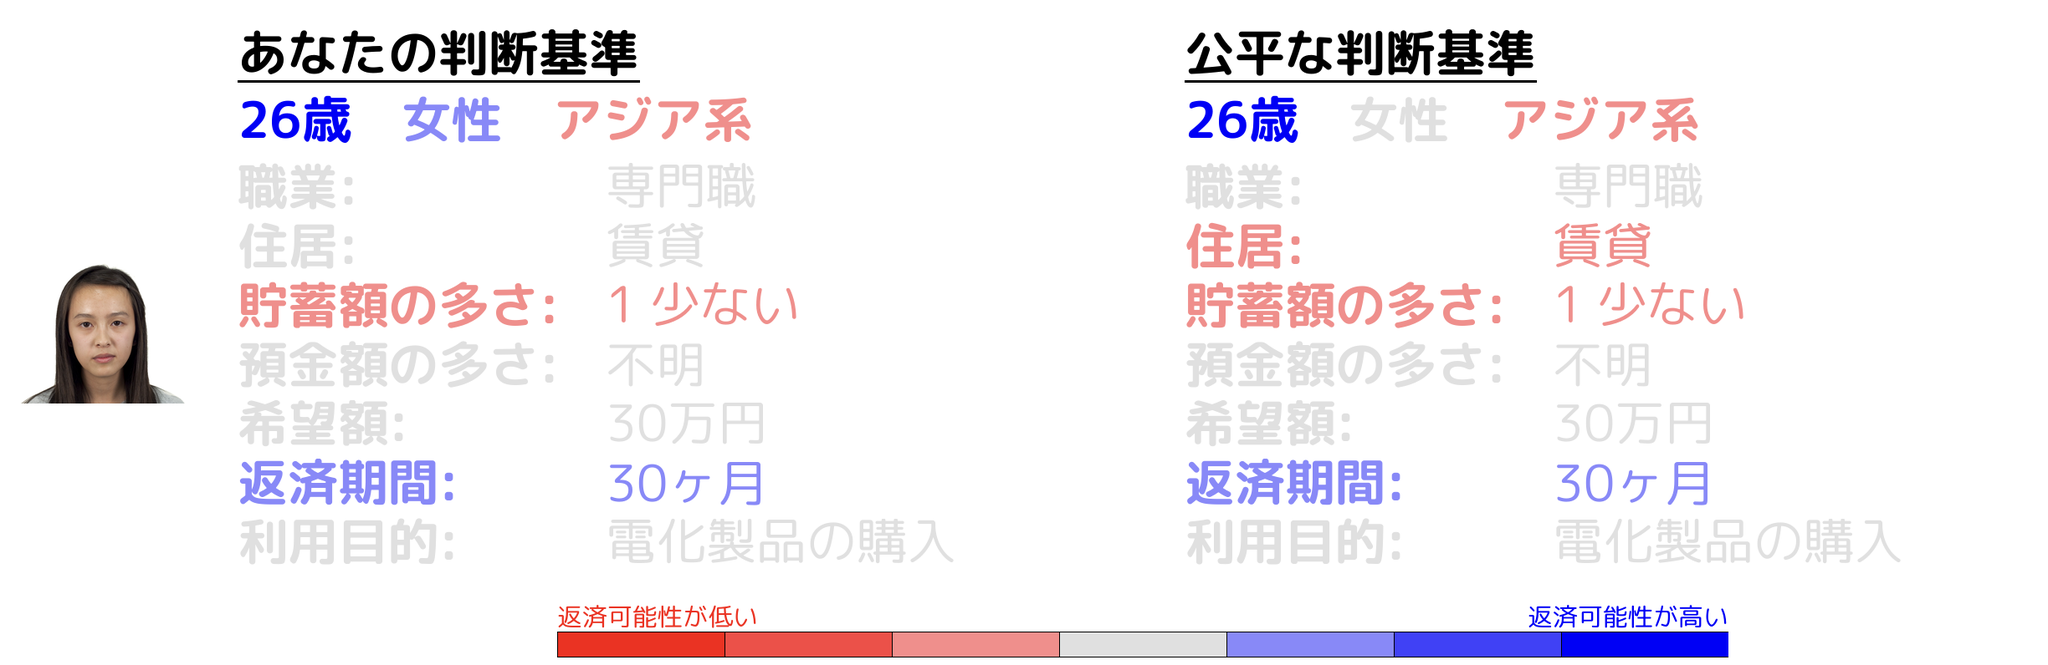 あなたの判断基準
26歳 女性 アジア系
職業: 専門職
住居: 賃貸
貯蓄額の多さ: 1 少ない
預金額の多さ: 不明
希望額: 30万円
返済期間: 30ヶ月
利用目的: 電化製品の購入
公平な判断基準
26歳 女性 アジア系
職業: 専門職
住居: 賃貸
貯蓄額の多さ: 1 少ない
預金額の多さ: 不明
希望額: 30万円
返済期間: 30ヶ月
利用目的: 電化製品の購入
返済可能性が低い
返済可能性が高い